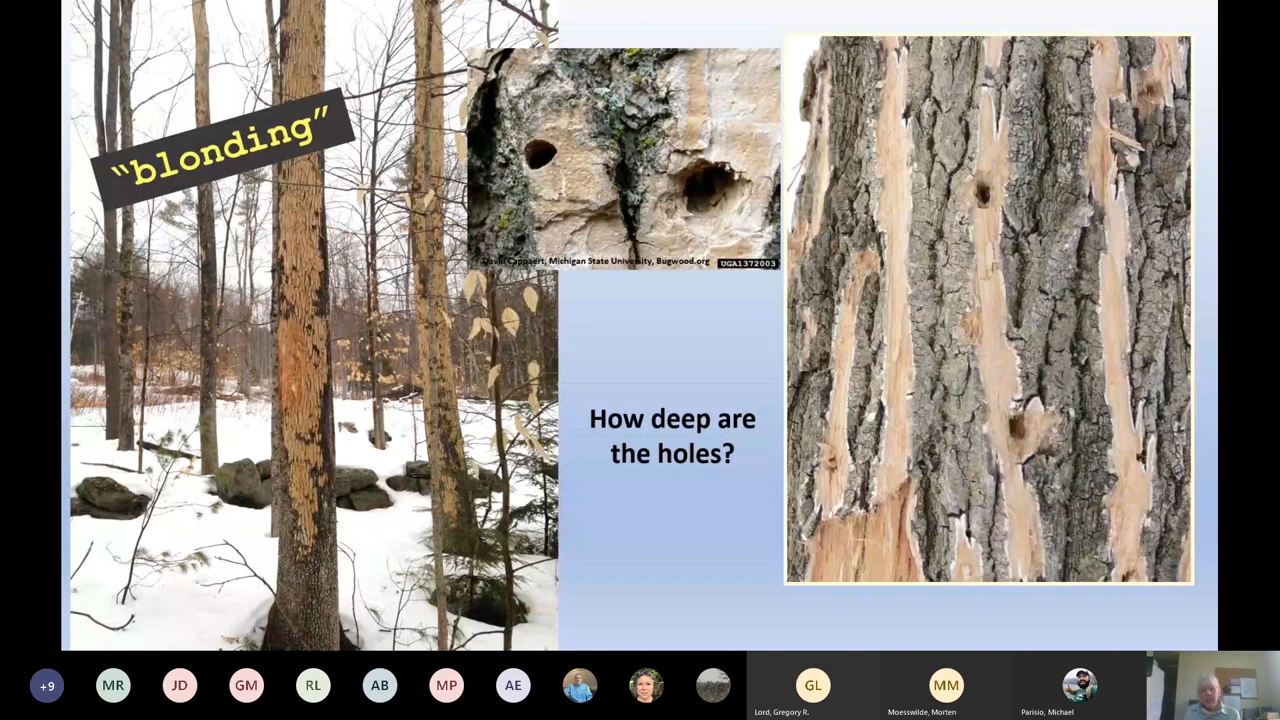 “blonding”
David Cappaert, Michigan State University, Bugwood.org
UGA1372003
How deep are
the holes?
+9
MR
JD
GM
RL
AB
MP
AE
GL
MM
Lord, Gregory R.
Moesswilde, Morten
Parisio, Michael